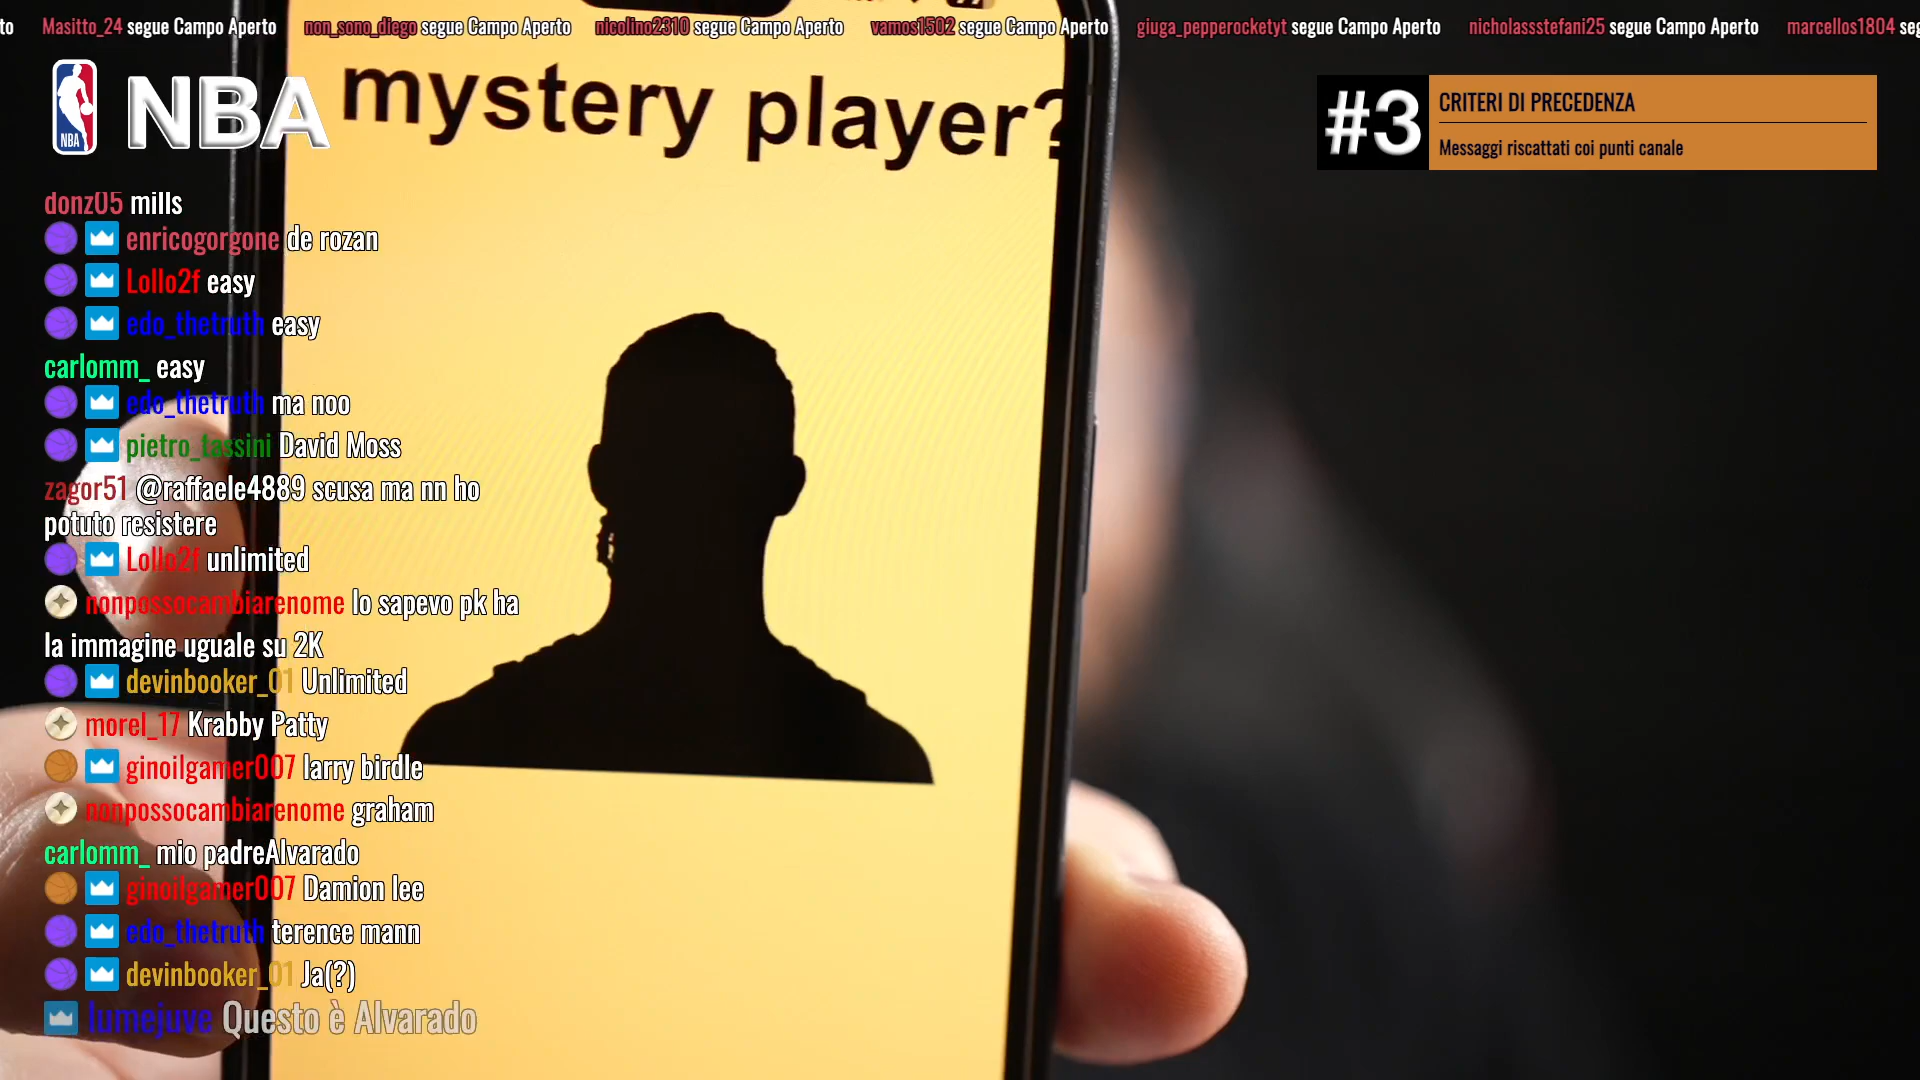 Masitto_24 segue Campo Aperto non_sono_diego segue Campo Aperto nicolino2310 segue Campo Aperto vamos1502 segue Campo Aperto giuga_pepperocketyt segue Campo Aperto nicholassstefani25 segue Campo Aperto marcellos1804
NBA
NBA
mystery player?
#3
CRITERI DI PRECEDENZA
Messaggi riscattati coi punti canale
donz05 mills
enricogorgone de rozan
Lollo2f easy
edo_thetruth easy
carlomm_ easy
edo_thetruth ma noo
pietro_tassini David Moss
zagor51 @raffaele4889 scusa ma nn ho
potuto resistere
Lollo2f unlimited
nonpossocambiarenome lo sapevo pk ha
la immagine uguale su 2K
devinbooker_01 Unlimited
morel_17 Krabby Patty
ginoilgamer007 larry birdle
nonpossocambiarenome graham
carlomm_ mio padreAlvarado
ginoilgamer007 Damion lee
edo_thetruth terence mann
devinbooker_01 Ja(?)
lumejuve Questo è Alvarado